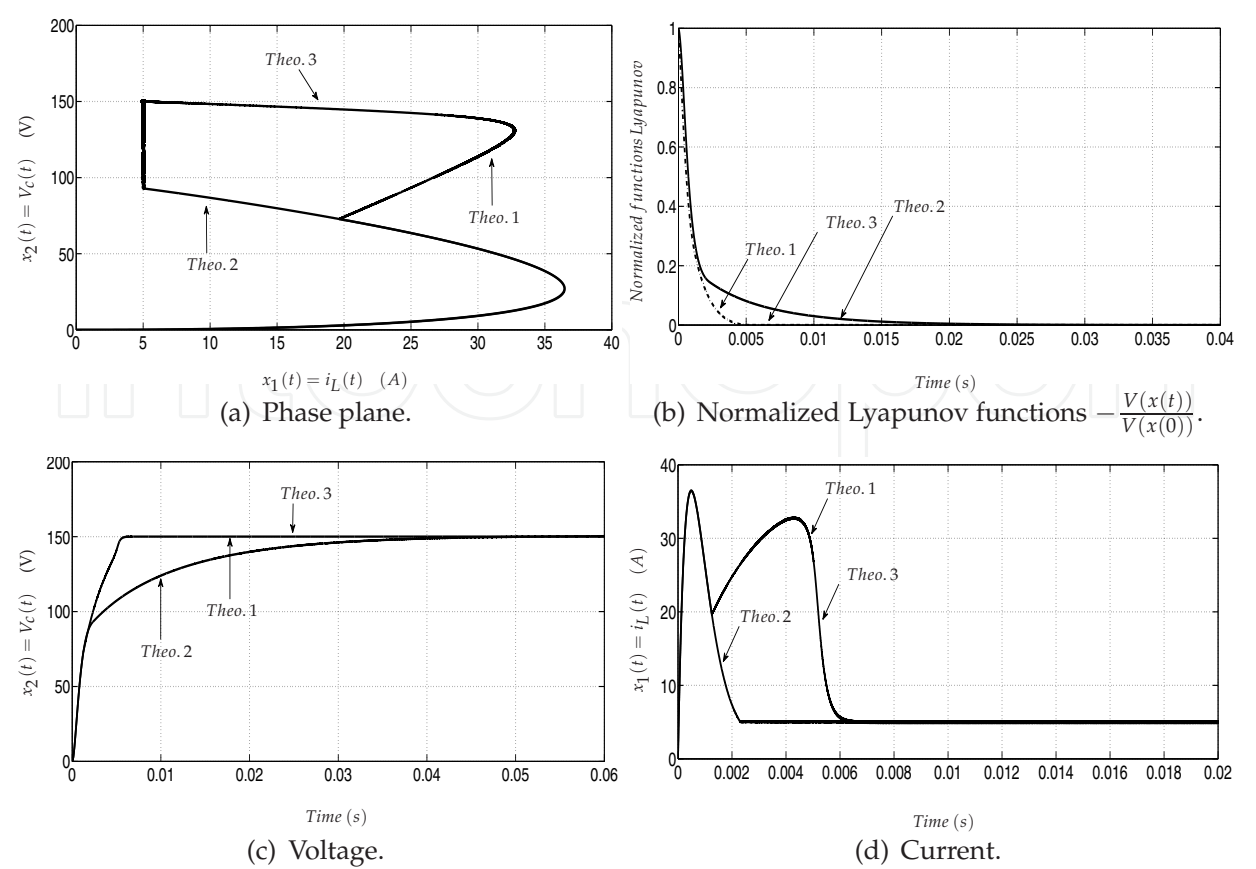 200
150
100
50
0
0 5 10 15 20 25 30 35 40
x2(t) = Vc(t) (V)
Theo. 3
Theo. 1
Theo. 2
x1(t) = iL(t) (A)
(a) Phase plane.
1
0.8
0.6
0.4
0.2
0
0 0.005 0.01 0.015 0.02 0.025 0.03 0.035 0.04
Normalized functions Lyapunov
Theo. 2
Theo. 3
Theo. 1
Time (s)
(b) Normalized Lyapunov functions − V(x(t))/V(x(0)).
200
150
100
50
0
0 0.01 0.02 0.03 0.04 0.05 0.06
x2(t) = Vc(t) (V)
Theo. 3
Theo. 1
Theo. 2
Time (s)
(c) Voltage.
40
30
20
10
0
0 0.002 0.004 0.006 0.008 0.01 0.012 0.014 0.016 0.018 0.02
x1(t) = iL(t) (A)
Theo. 1
Theo. 3
Theo. 2
Time (s)
(d) Current.